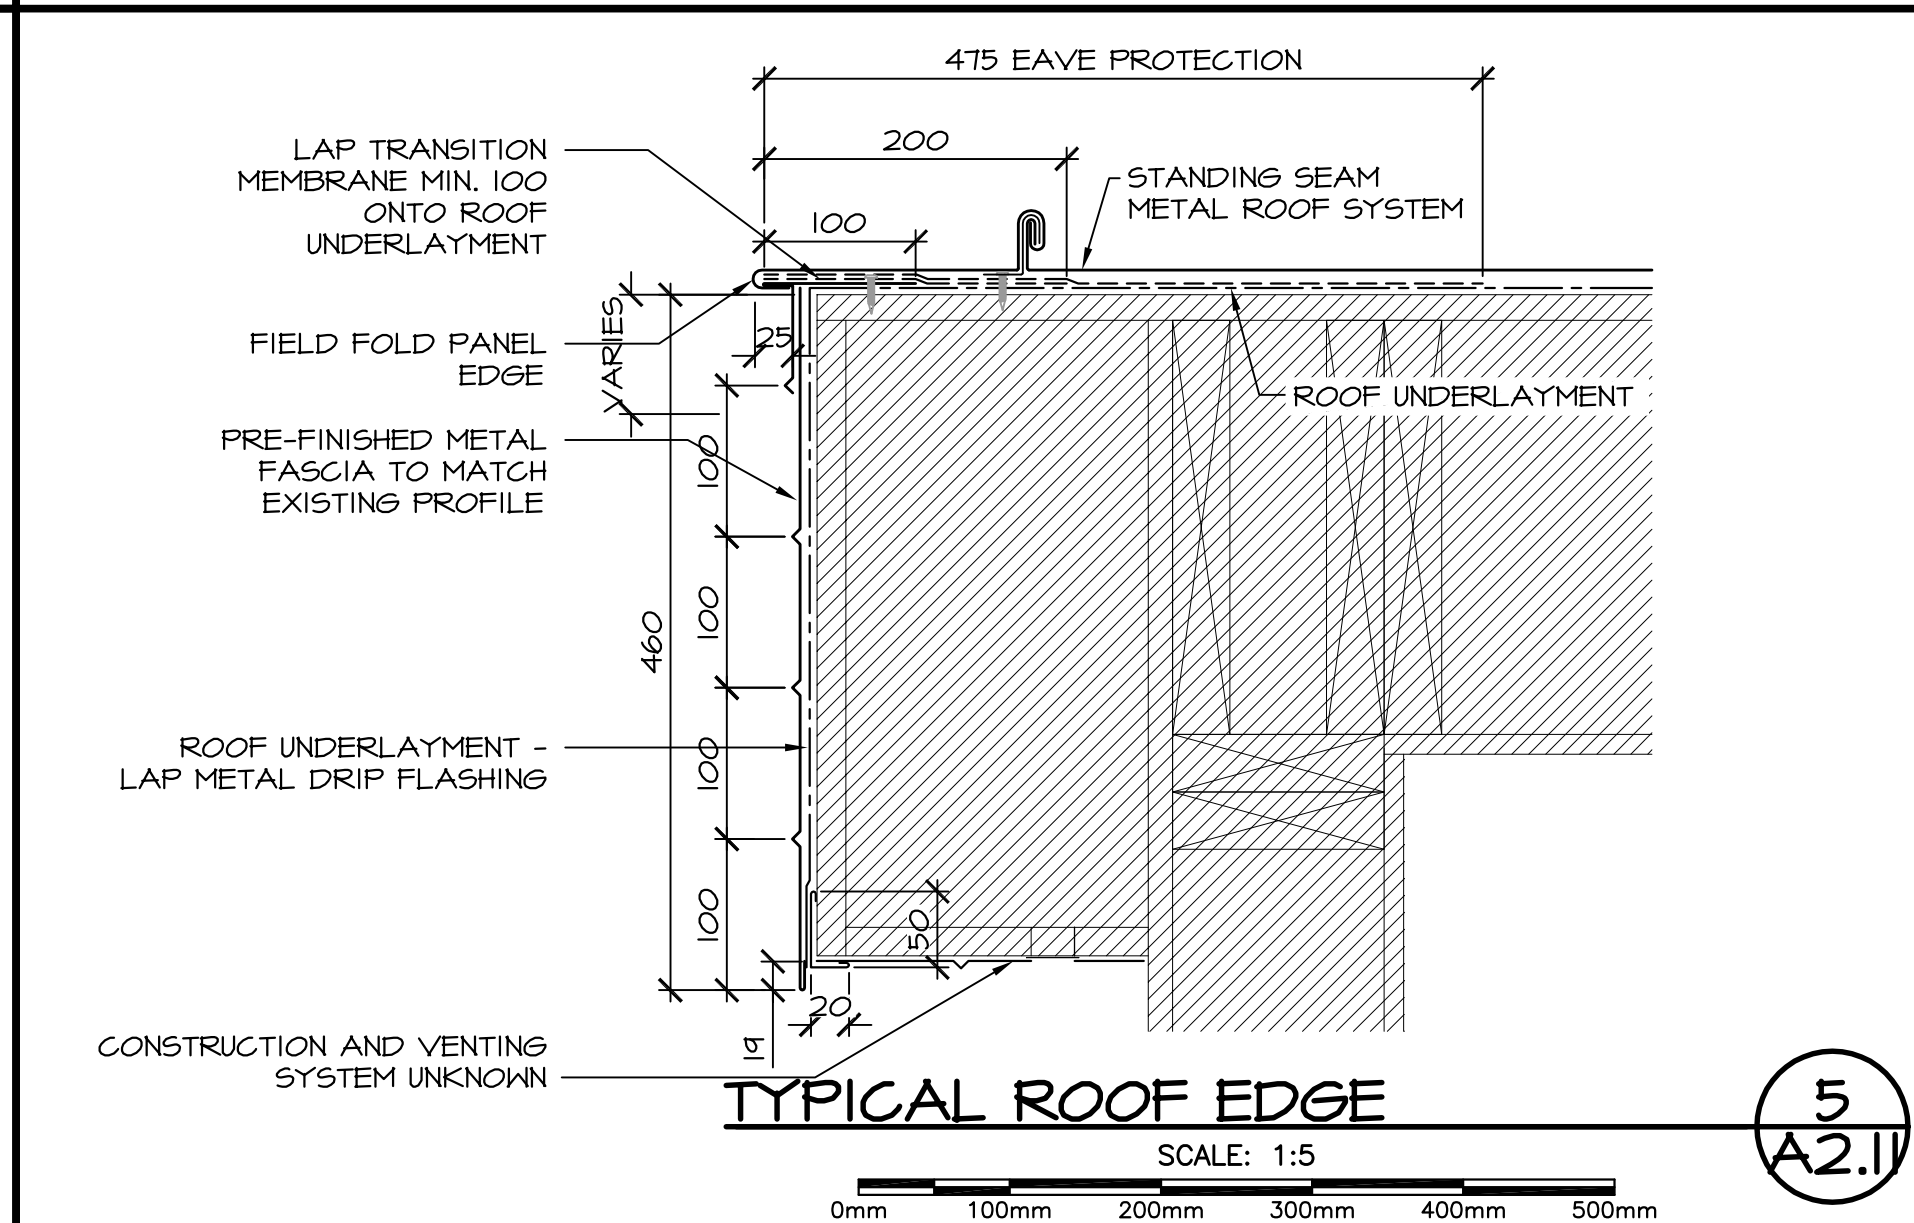 475 EAVE PROTECTION
200
100
LAP TRANSITION
MEMBRANE MIN. 100
ONTO ROOF
UNDERLAYMENT
STANDING SEAM
METAL ROOF SYSTEM
FIELD FOLD PANEL
EDGE
VARIES
25
ROOF UNDERLAYMENT
PRE-FINISHED METAL
FASCIA TO MATCH
EXISTING PROFILE
100
460
100
ROOF UNDERLAYMENT -
LAP METAL DRIP FLASHING
100
100
50
20
19
CONSTRUCTION AND VENTING
SYSTEM UNKNOWN
TYPICAL ROOF EDGE
5
A2.11
SCALE: 1:5
0mm 100mm 200mm 300mm 400mm 500mm